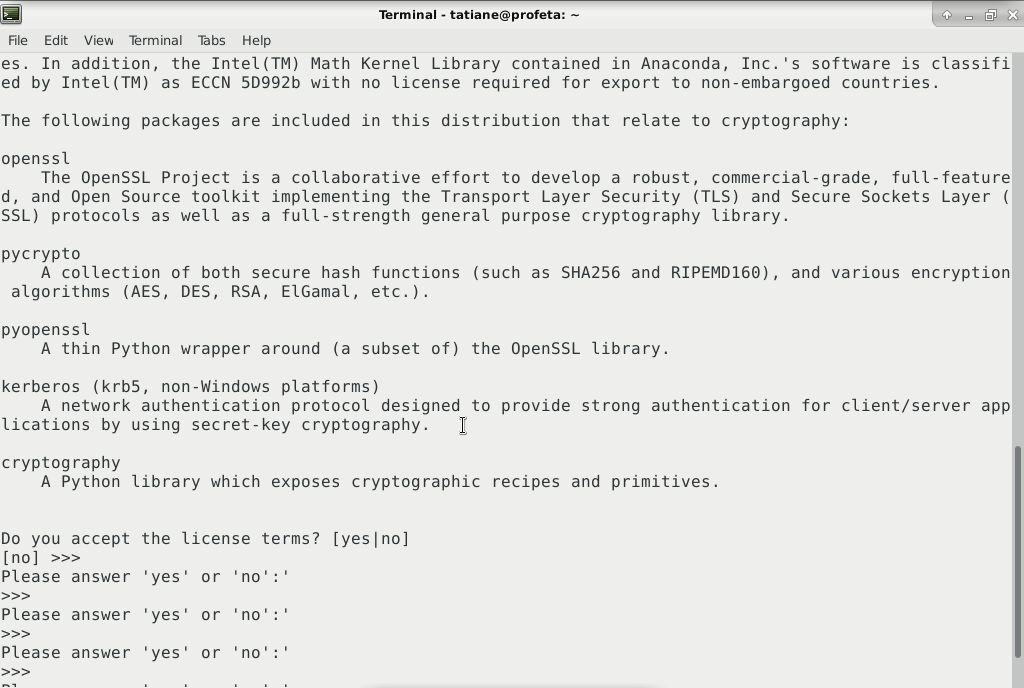 Terminal - tatiane@profeta: ~
File Edit View Terminal Tabs Help
es. In addition, the Intel(TM) Math Kernel Library contained in Anaconda, Inc.'s software is classifi
ed by Intel(TM) as ECCN 5D992b with no license required for export to non-embargoed countries.
The following packages are included in this distribution that relate to cryptography:
openssl
The OpenSSL Project is a collaborative effort to develop a robust, commercial-grade, full-feature
d, and Open Source toolkit implementing the Transport Layer Security (TLS) and Secure Sockets Layer (
SSL) protocols as well as a full-strength general purpose cryptography library.
pycrypto
A collection of both secure hash functions (such as SHA256 and RIPEMD160), and various encryption
algorithms (AES, DES, RSA, ElGamal, etc.).
pyopenssl
A thin Python wrapper around (a subset of) the OpenSSL library.
kerberos (krb5, non-Windows platforms)
A network authentication protocol designed to provide strong authentication for client/server app
lications by using secret-key cryptography.
cryptography
A Python library which exposes cryptographic recipes and primitives.
Do you accept the license terms? [yes|no]
[no] >>>
Please answer 'yes' or 'no':'
>>>
Please answer 'yes' or 'no':'
>>>
Please answer 'yes' or 'no':'
>>>